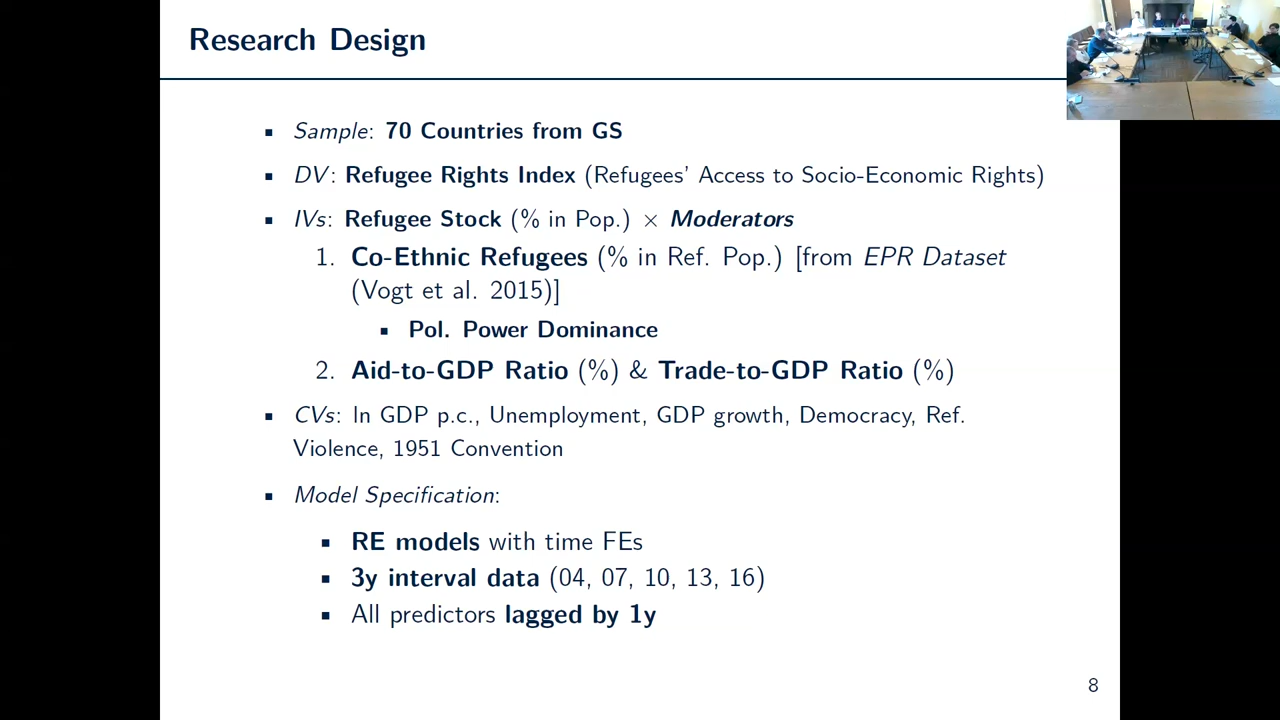 Research Design
▪ Sample: 70 Countries from GS
▪ DV: Refugee Rights Index (Refugees' Access to Socio-Economic Rights)
▪ IVs: Refugee Stock (% in Pop.) × Moderators
1. Co-Ethnic Refugees (% in Ref. Pop.) [from EPR Dataset
(Vogt et al. 2015)]
▪ Pol. Power Dominance
2. Aid-to-GDP Ratio (%) & Trade-to-GDP Ratio (%)
▪ CVs: ln GDP p.c., Unemployment, GDP growth, Democracy, Ref.
Violence, 1951 Convention
▪ Model Specification:
▪ RE models with time FEs
▪ 3y interval data (04, 07, 10, 13, 16)
▪ All predictors lagged by 1y
8